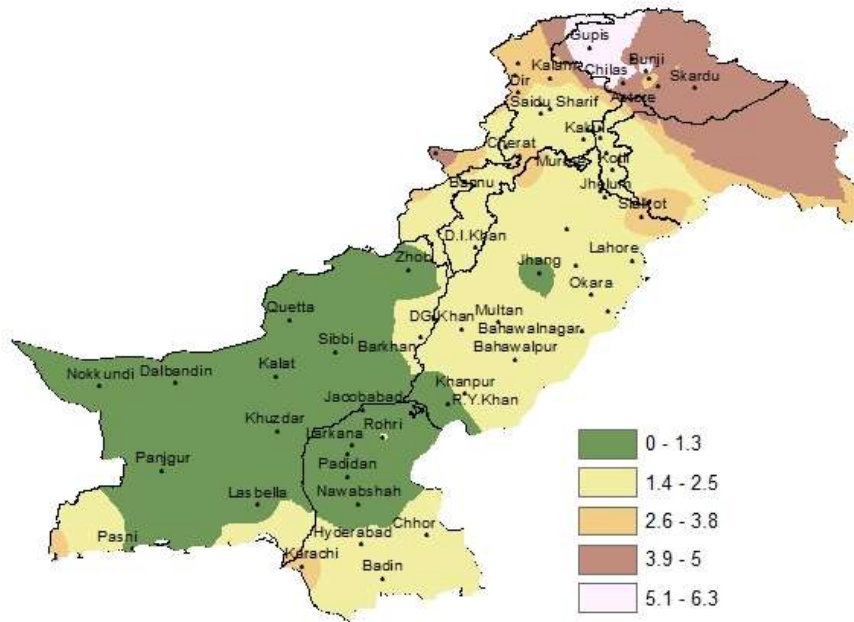 Gupis
Bunji
Kalam
Chilas
Skardu
Dir
Astore
Saidu Sharif
Kakul
Cherat
Murree
Kotli
Bannu
Jhelum
Sialkot
D.I.Khan
Zhob
Lahore
Jhang
Okara
Quetta
DG.Khan
Multan
Bahawalnagar
Sibbi
Barkhan
Bahawalpur
Kalat
Nokkundi
Dalbandin
Khanpur
Jacobabad
R.Y.Khan
Khuzdar
Rohri
Larkana
0 - 1.3
Panjgur
Padidan
1.4 - 2.5
Lasbella
Nawabshah
2.6 - 3.8
Chhor
Pasni
Hyderabad
Karachi
3.9 - 5
Badin
5.1 - 6.3